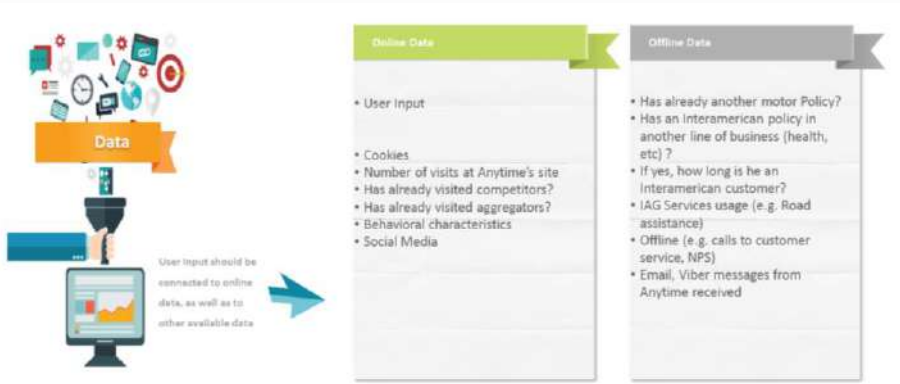 Data
User Input should be
connected to online
data, as well as to
other available data
Online Data
• User Input
• Cookies
• Number of visits at Anytime's site
• Has already visited competitors?
• Has already visited aggregators?
• Behavioral characteristics
• Social Media
Offline Data
• Has already another motor Policy?
• Has an Interamerican policy in
another line of business (health,
etc) ?
• If yes, how long is he an
Interamerican customer?
• IAG Services usage (e.g. Road
assistance)
• Offline (e.g. calls to customer
service, NPS)
• Email, Viber messages from
Anytime received